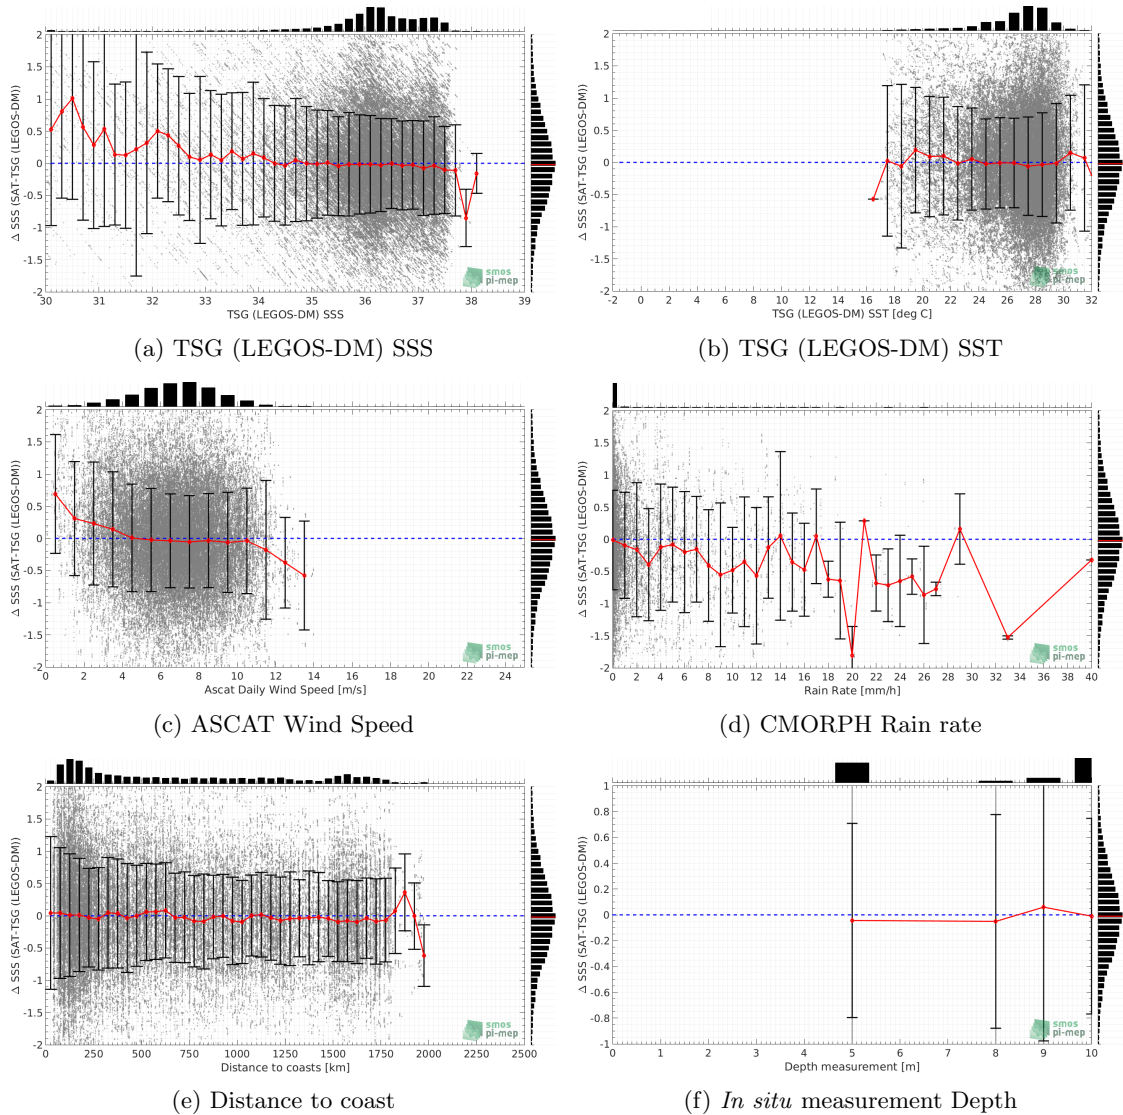 Δ SSS (SAT-TSG (LEGOS-DM))
2
1.5
1
0.5
0
-0.5
-1
-1.5
-2
30 31 32 33 34 35 36 37 38 39
TSG (LEGOS-DM) SSS
smos
pi-mep
(a) TSG (LEGOS-DM) SSS
Δ SSS (SAT-TSG (LEGOS-DM))
2
1.5
1
0.5
0
-0.5
-1
-1.5
-2
-2 0 2 4 6 8 10 12 14 16 18 20 22 24 26 28 30 32
TSG (LEGOS-DM) SST [deg C]
smos
pi-mep
(b) TSG (LEGOS-DM) SST
Δ SSS (SAT-TSG (LEGOS-DM))
2
1.5
1
0.5
0
-0.5
-1
-1.5
-2
0 2 4 6 8 10 12 14 16 18 20 22 24
Ascat Daily Wind Speed [m/s]
smos
pi-mep
(c) ASCAT Wind Speed
Δ SSS (SAT-TSG (LEGOS-DM))
2
1.5
1
0.5
0
-0.5
-1
-1.5
-2
0 2 4 6 8 10 12 14 16 18 20 22 24 26 28 30 32 34 36 38 40
Rain Rate [mm/h]
smos
pi-mep
(d) CMORPH Rain rate
Δ SSS (SAT-TSG (LEGOS-DM))
2
1.5
1
0.5
0
-0.5
-1
-1.5
-2
0 250 500 750 1000 1250 1500 1750 2000 2250 2500
Distance to coasts [km]
smos
pi-mep
(e) Distance to coast
Δ SSS (SAT-TSG (LEGOS-DM))
1
0.8
0.6
0.4
0.2
0
-0.2
-0.4
-0.6
-0.8
-1
0 1 2 3 4 5 6 7 8 9 10
Depth measurement [m]
smos
pi-mep
(f) In situ measurement Depth